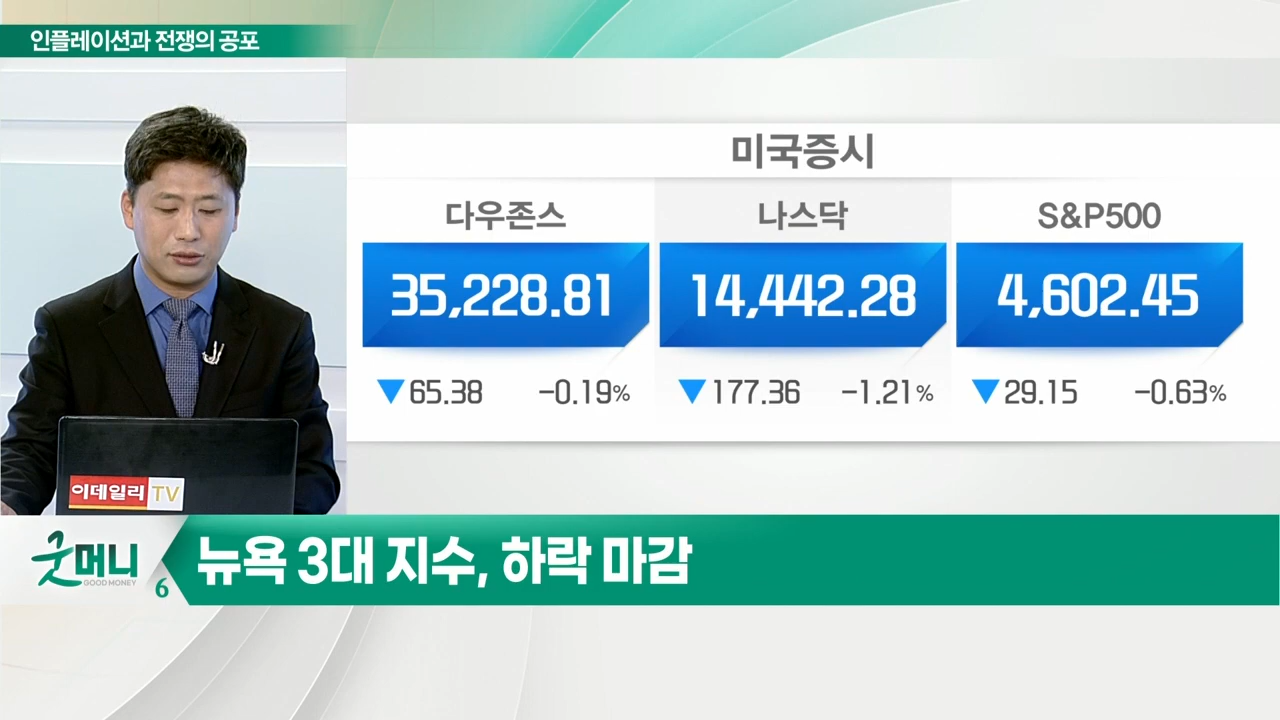 인플레이션과 전쟁의 공포
미국증시
다우존스 나스닥 S&P500
35,228.81 14,442.28 4,602.45
▼65.38 -0.19% ▼177.36 -1.21% ▼29.15 -0.63%
이데일리 TV
굿머니
GOOD MONEY
6
뉴욕 3대 지수, 하락 마감